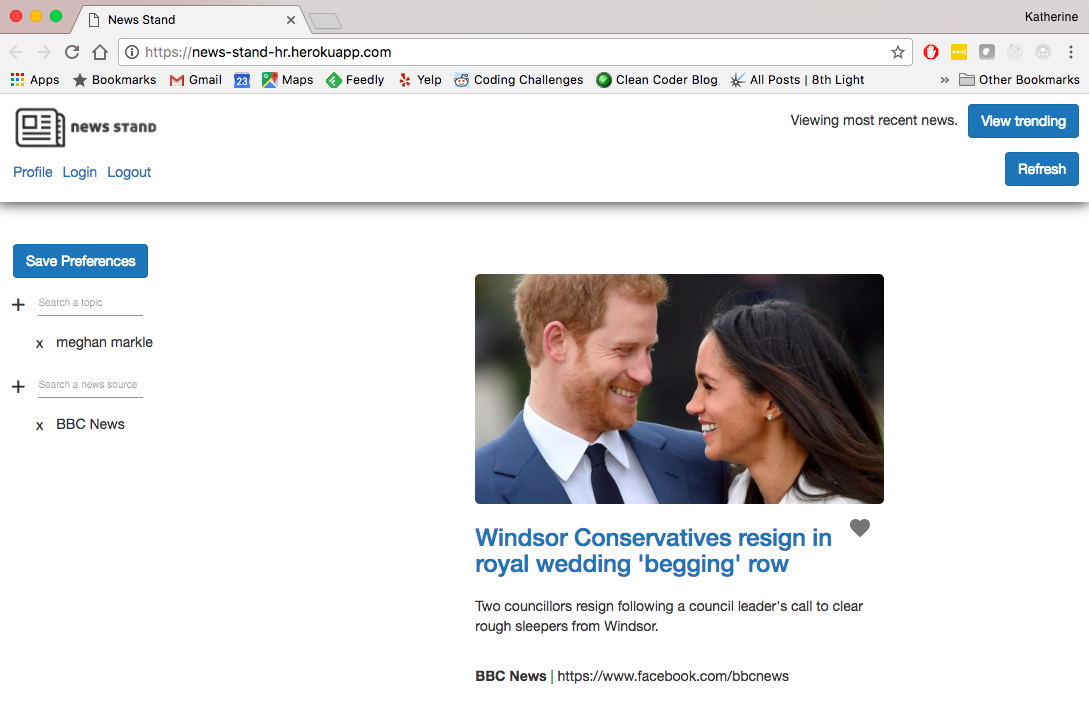 News Stand
Katherine
https://news-stand-hr.herokuapp.com
Apps Bookmarks Gmail 23 Maps Feedly Yelp Coding Challenges Clean Coder Blog All Posts | 8th Light » Other Bookmarks
news STAND
Viewing most recent news. View trending
Profile Login Logout
Refresh
Save Preferences
+ Search a topic
x meghan markle
+ Search a news source
x BBC News
Windsor Conservatives resign in
royal wedding 'begging' row
Two councillors resign following a council leader's call to clear
rough sleepers from Windsor.
BBC News | https://www.facebook.com/bbcnews